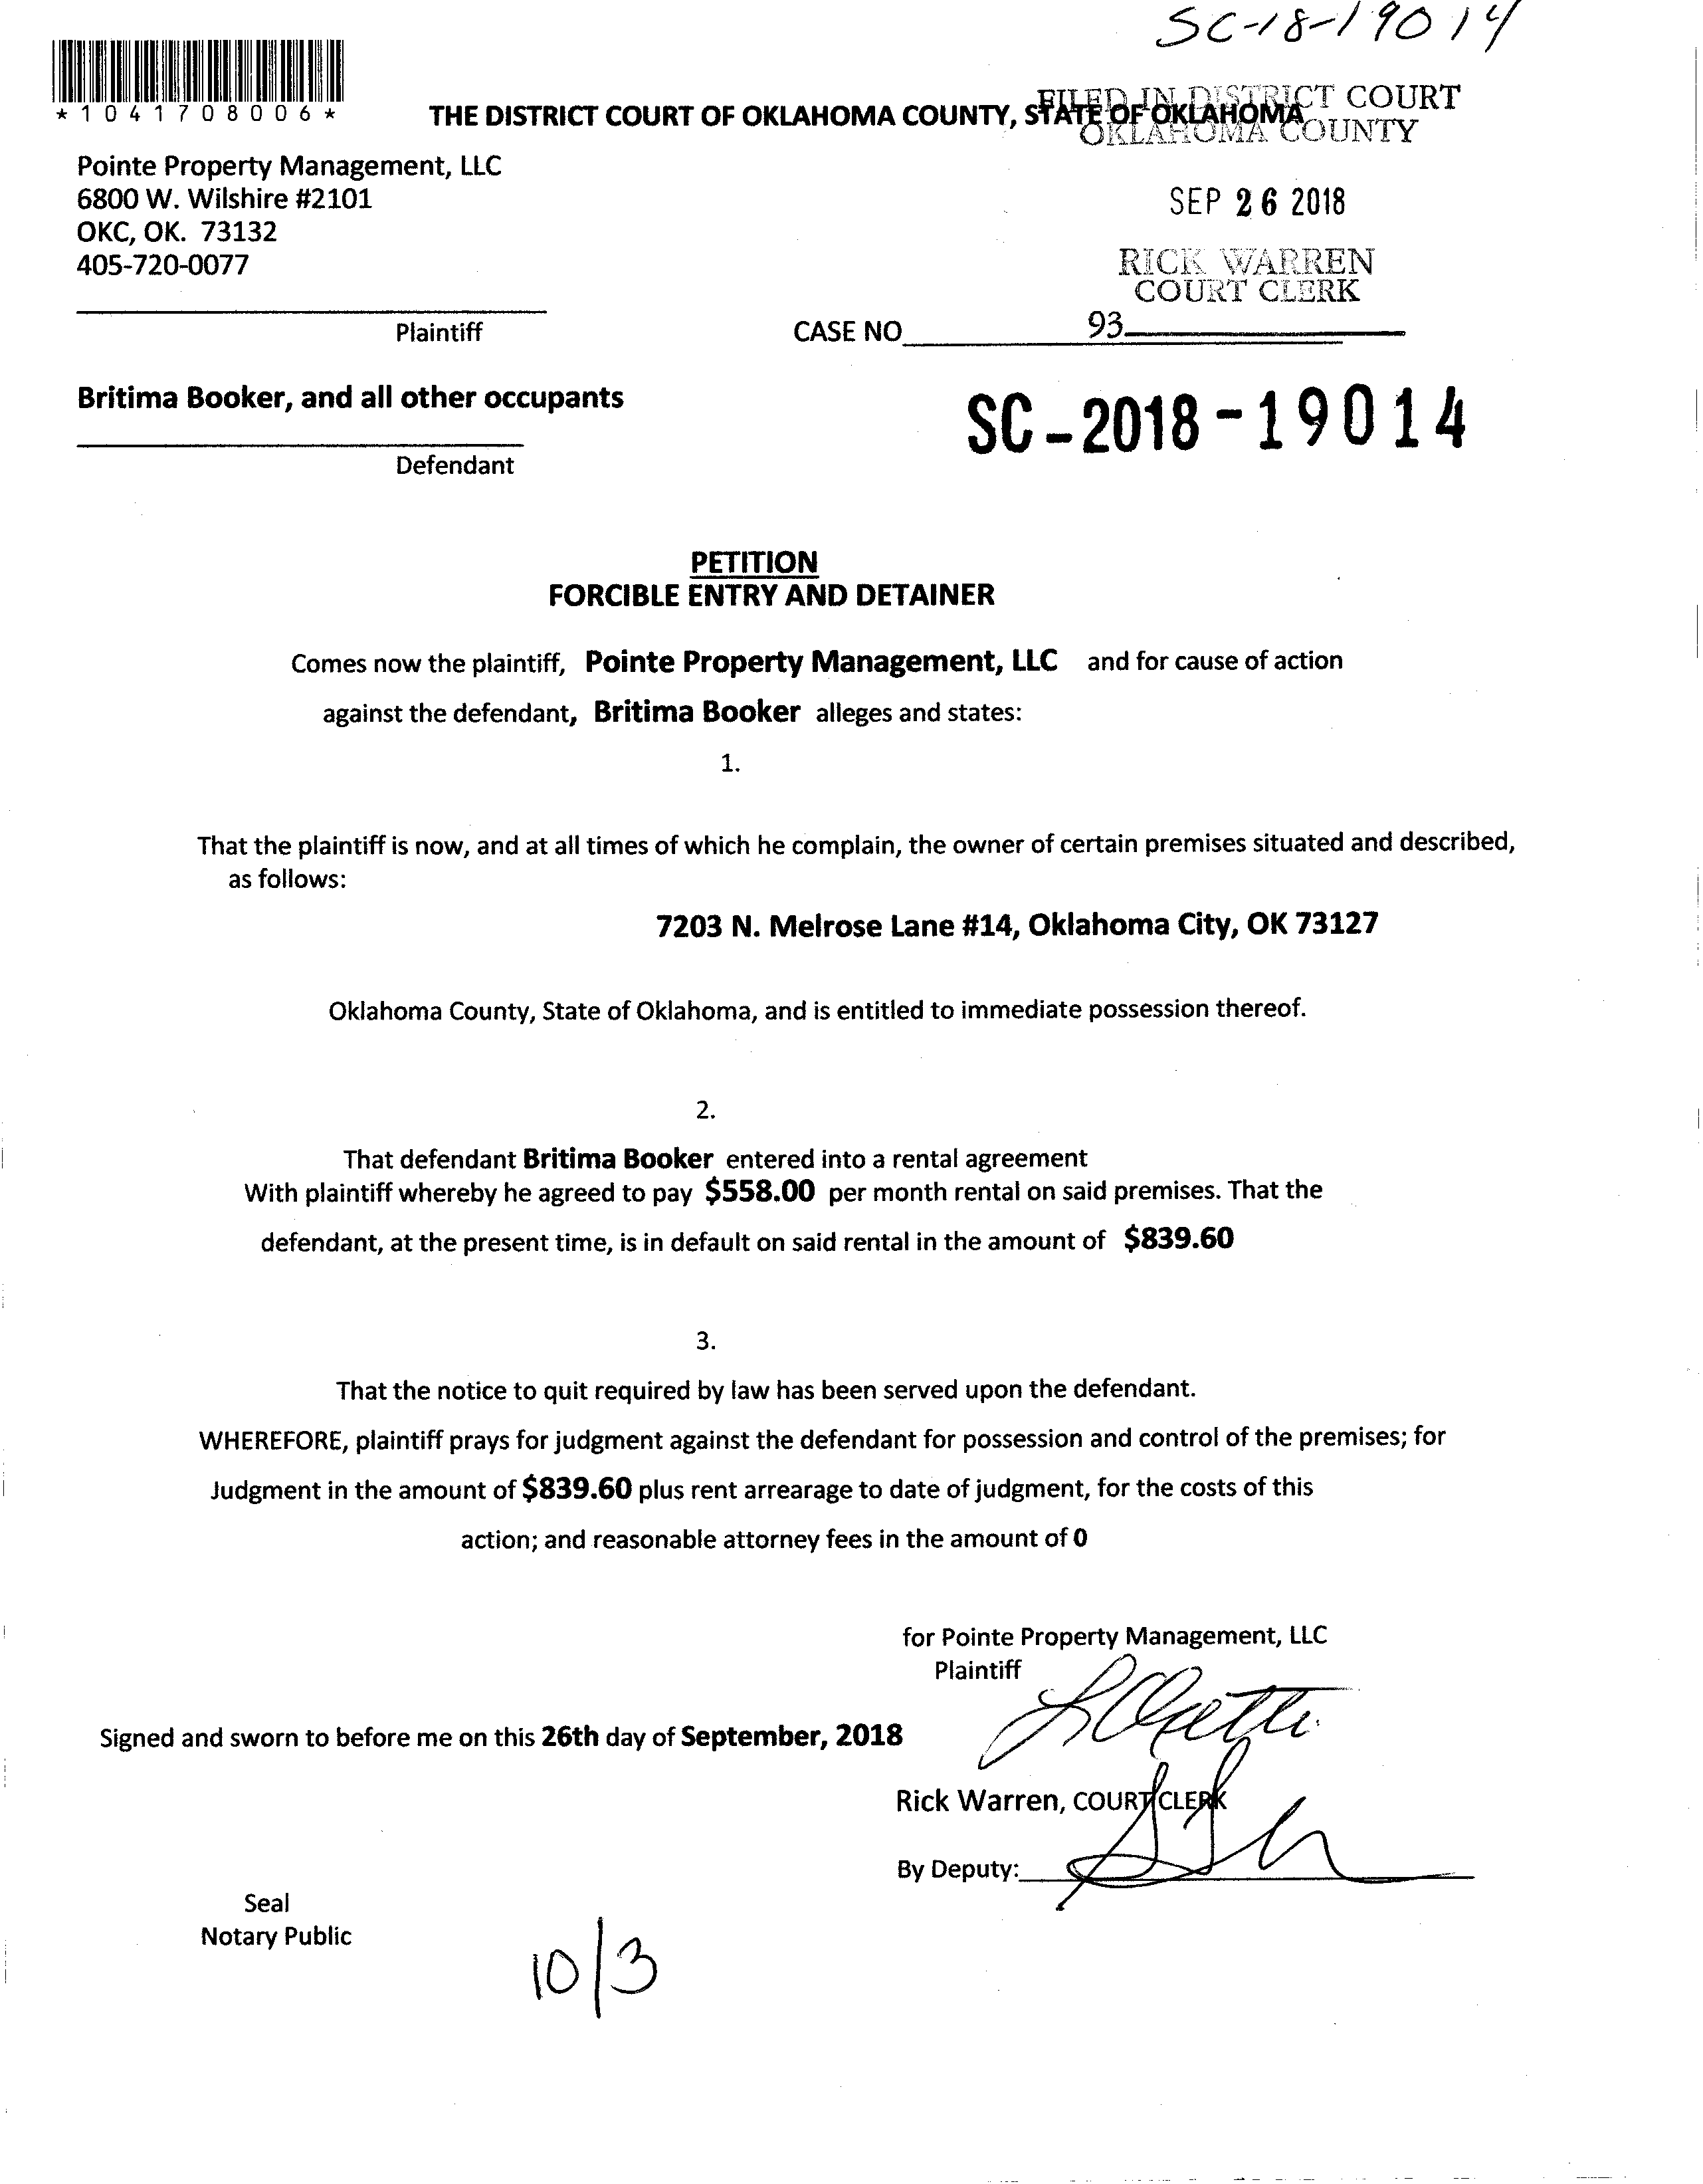 SC-18-19014
*1041708006*
THE DISTRICT COURT OF OKLAHOMA COUNTY, STATE OF OKLAHOMA
FILED IN DISTRICT COURT
OKLAHOMA COUNTY
Pointe Property Management, LLC
6800 W. Wilshire #2101
OKC, OK. 73132
405-720-0077
SEP 26 2018
RICK WARREN
COURT CLERK
Plaintiff
CASE NO 93
Britima Booker, and all other occupants
SC-2018-19014
Defendant
PETITION
FORCIBLE ENTRY AND DETAINER
Comes now the plaintiff, Pointe Property Management, LLC and for cause of action
against the defendant, Britima Booker alleges and states:
1.
That the plaintiff is now, and at all times of which he complain, the owner of certain premises situated and described,
as follows:
7203 N. Melrose Lane #14, Oklahoma City, OK 73127
Oklahoma County, State of Oklahoma, and is entitled to immediate possession thereof.
2.
That defendant Britima Booker entered into a rental agreement
With plaintiff whereby he agreed to pay $558.00 per month rental on said premises. That the
defendant, at the present time, is in default on said rental in the amount of $839.60
3.
That the notice to quit required by law has been served upon the defendant.
WHEREFORE, plaintiff prays for judgment against the defendant for possession and control of the premises; for
Judgment in the amount of $839.60 plus rent arrearage to date of judgment, for the costs of this
action; and reasonable attorney fees in the amount of 0
for Pointe Property Management, LLC
Plaintiff
Signed and sworn to before me on this 26th day of September, 2018
Rick Warren, COURT CLERK
By Deputy:
Seal
Notary Public
10/3